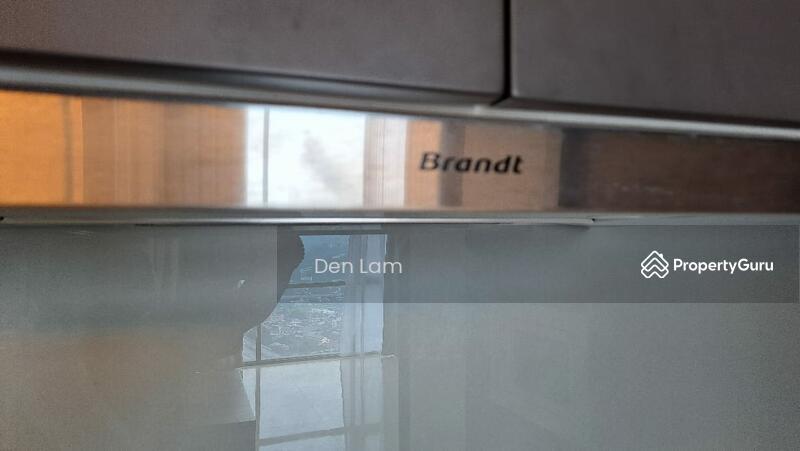 Brandt
Den Lam
PropertyGuru